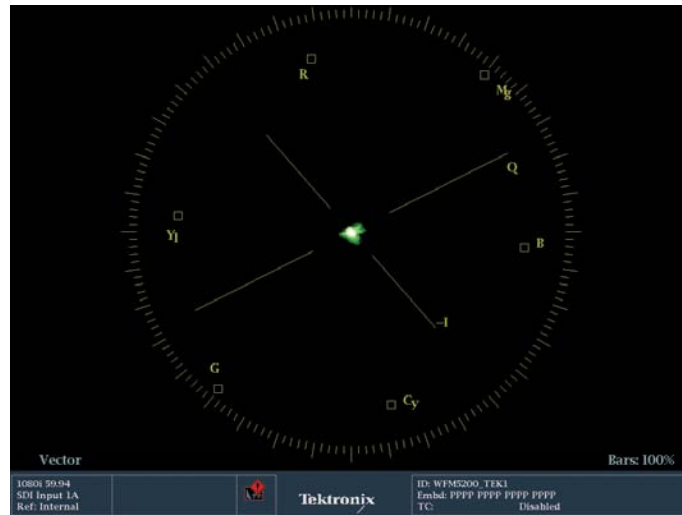 R
Mg
Q
Yl
B
-I
G
Cy
Vector
Bars: 100%
1080i 59.94
SDI Input 1A
Ref: Internal
Tektronix
ID: WFM5200_TEK1
Embd: PPPP PPPP PPPP PPPP
TC: Disabled